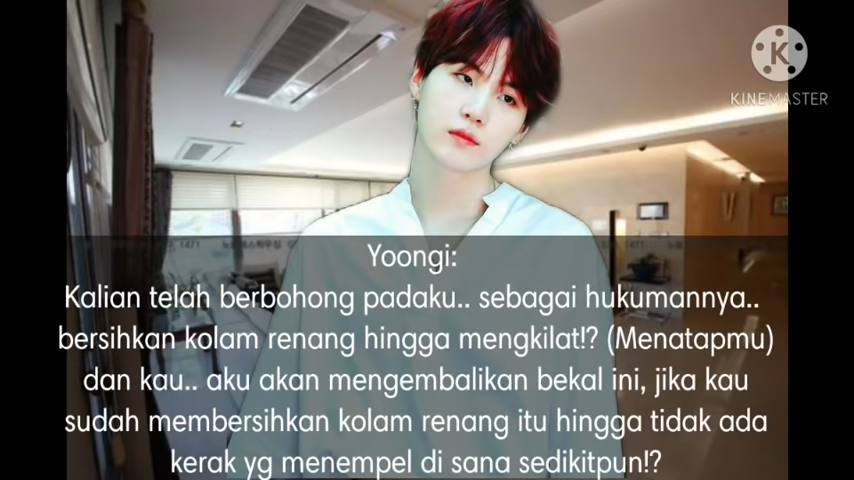 KINEMASTER
Yoongi:
Kalian telah berbohong padaku.. sebagai hukumannya..
bersihkan kolam renang hingga mengkilat!? (Menatapmu)
dan kau.. aku akan mengembalikan bekal ini, jika kau
sudah membersihkan kolam renang itu hingga tidak ada
kerak yg menempel di sana sedikitpun!?